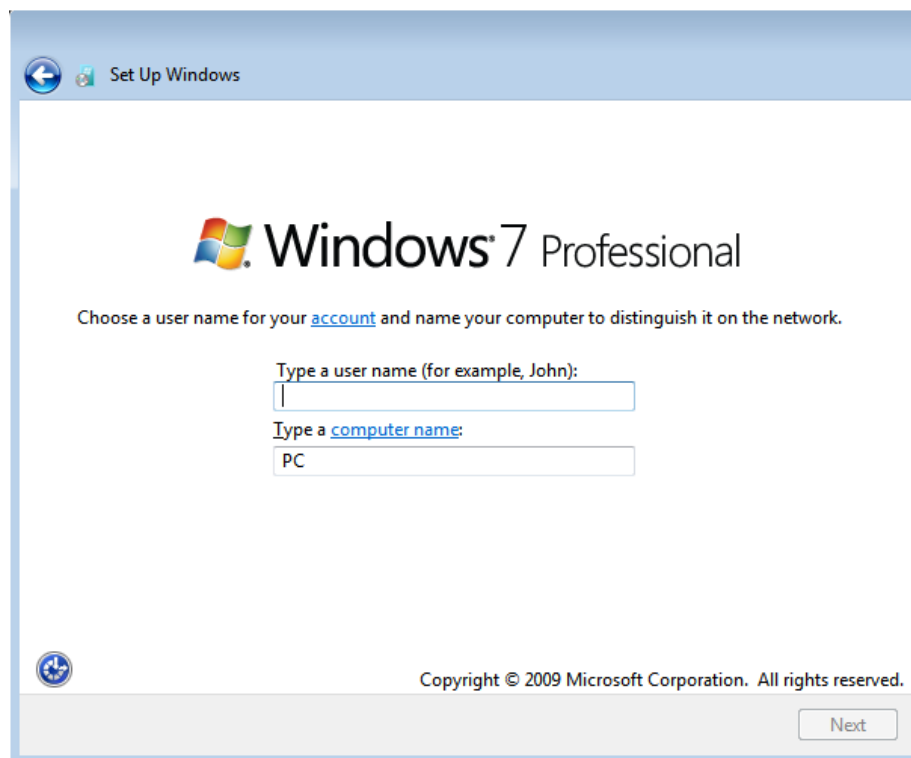 Set Up Windows
Windows® 7 Professional
Choose a user name for your account and name your computer to distinguish it on the network.
Type a user name (for example, John):
Type a computer name:
PC
Copyright © 2009 Microsoft Corporation. All rights reserved.
Next